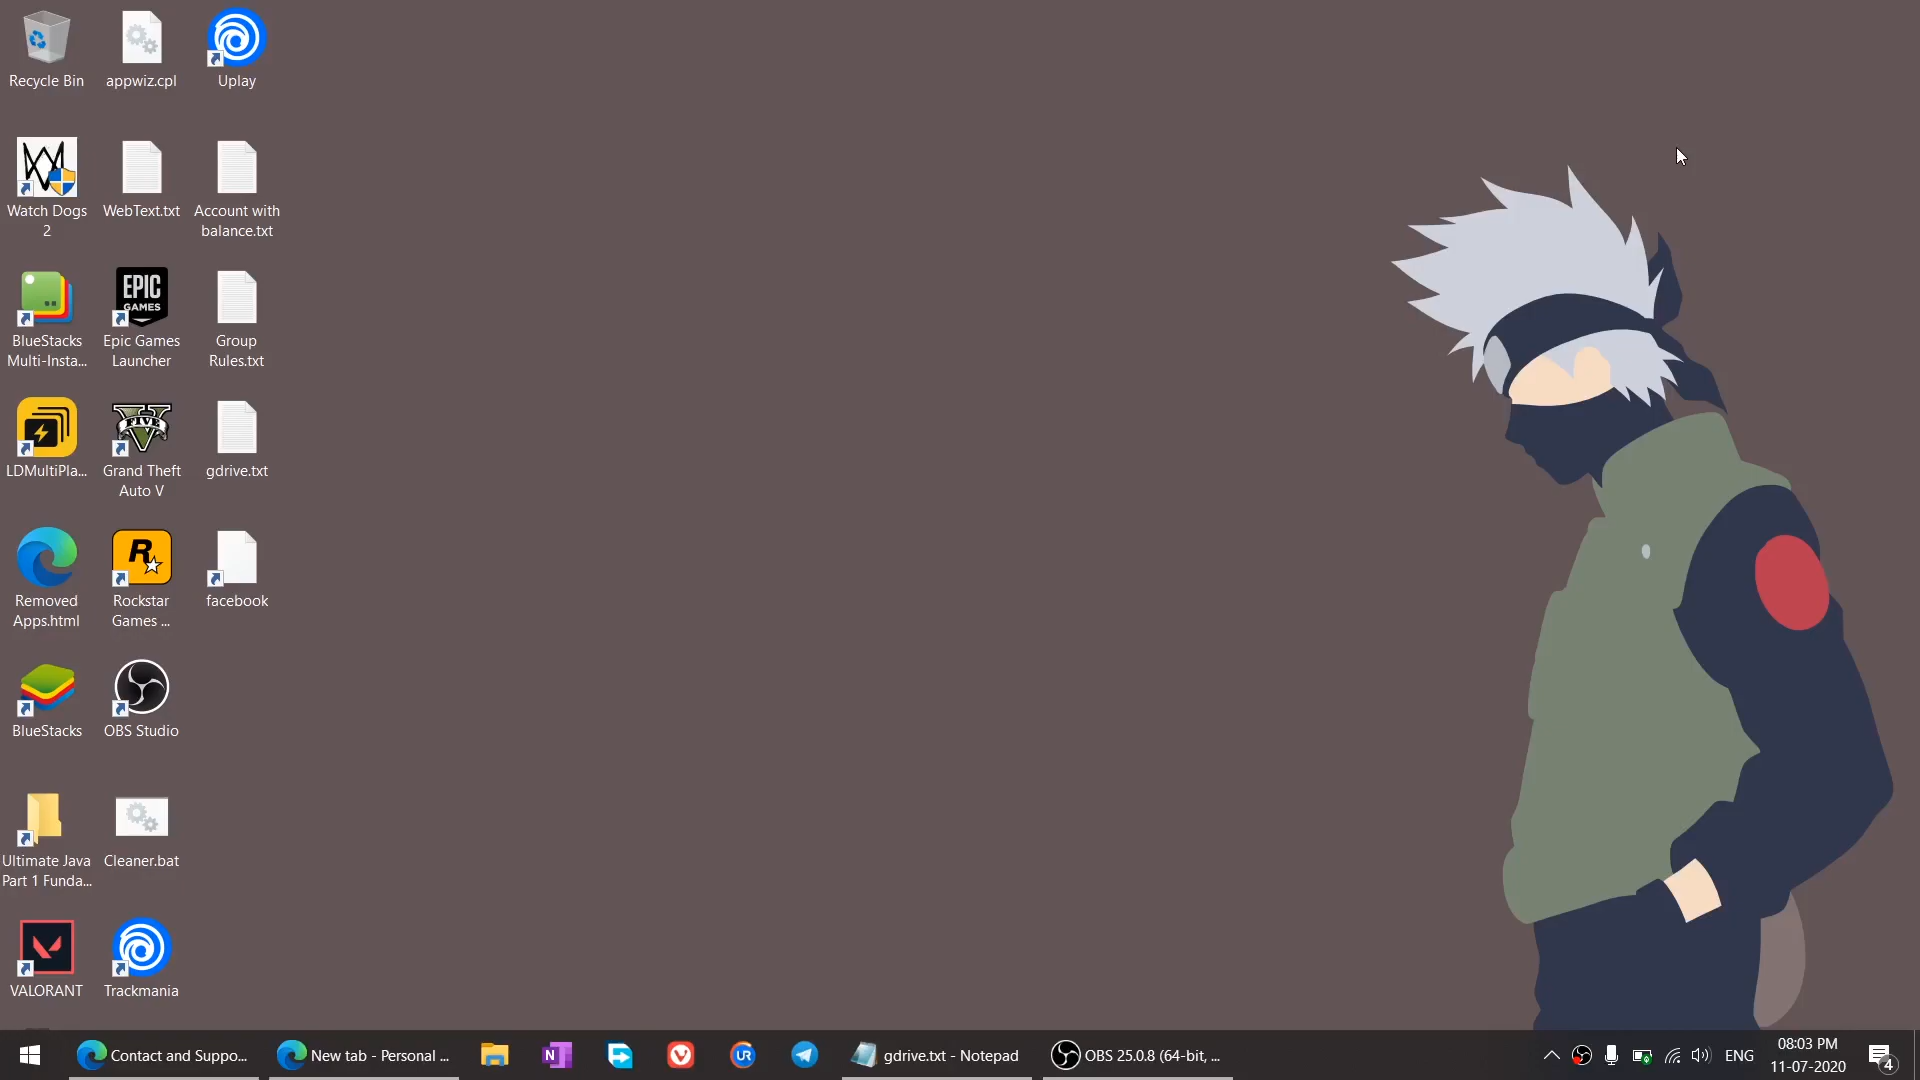 Recycle Bin
appwiz.cpl
Uplay
Watch Dogs
2
WebText.txt
Account with
balance.txt
BlueStacks
Multi-Insta...
EPIC
GAMES
Epic Games
Launcher
Group
Rules.txt
LDMultiPla...
FIVE
Grand Theft
Auto V
gdrive.txt
Removed
Apps.html
R
Rockstar
Games ...
facebook
BlueStacks
OBS Studio
Ultimate Java
Part 1 Funda...
Cleaner.bat
VALORANT
Trackmania
Contact and Suppo...
New tab - Personal ...
N
UR
gdrive.txt - Notepad
OBS 25.0.8 (64-bit, ...
ENG
08:03 PM
11-07-2020
4